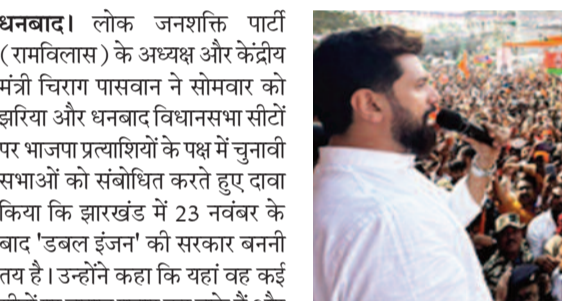 धनबाद। लोक जनशक्ति पार्टी
(रामविलास) के अध्यक्ष और केंद्रीय
मंत्री चिराग पासवान ने सोमवार को
झरिया और धनबाद विधानसभा सीटों
पर भाजपा प्रत्याशियों के पक्ष में चुनावी
सभाओं को संबोधित करते हुए दावा
किया कि झारखंड में 23 नवंबर के
बाद 'डबल इंजन' की सरकार बननी
तय है। उन्होंने कहा कि यहां वह कई